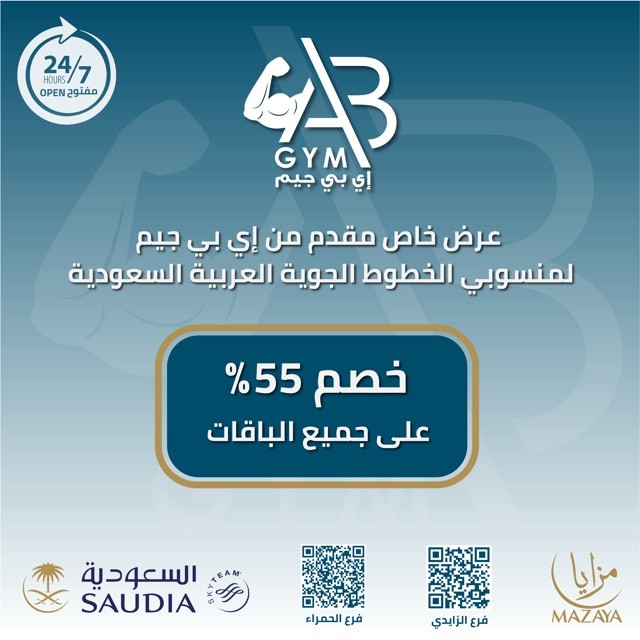 24/7
HOURS
OPEN مفتوح
AB
GYM
إي بي جيم
عرض خاص مقدم من إي بي جيم
لمنسوبي الخطوط الجوية العربية السعودية
خصم 55%
على جميع الباقات
السعودية
SAUDIA
SKYTEAM
فرع الحمراء
فرع الزايدي
مزايا
MAZAYA